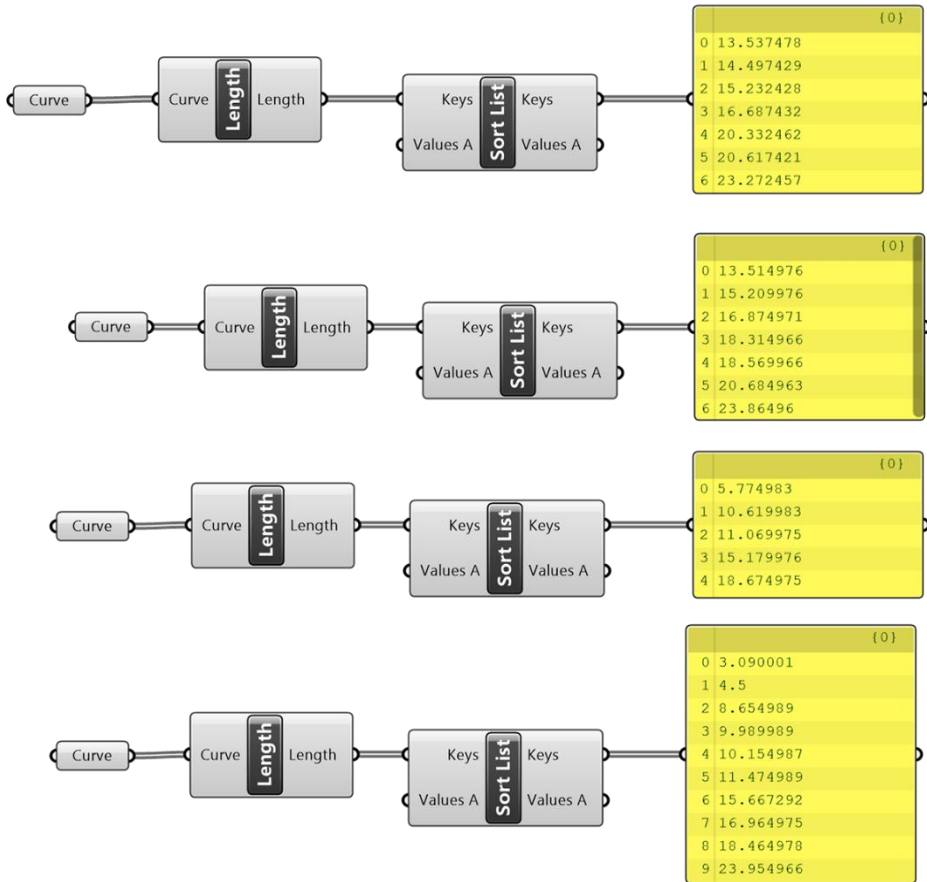 {0}
0 13.537478
1 14.497429
2 15.232428
3 16.687432
4 20.332462
5 20.617421
6 23.272457
Curve
Curve Length Length
Keys Sort List Keys
Values A Values A
{0}
0 13.514976
1 15.209976
2 16.874971
3 18.314966
4 18.569966
5 20.684963
6 23.86496
Curve
Curve Length Length
Keys Sort List Keys
Values A Values A
{0}
0 5.774983
1 10.619983
2 11.069975
3 15.179976
4 18.674975
Curve
Curve Length Length
Keys Sort List Keys
Values A Values A
{0}
0 3.090001
1 4.5
2 8.654989
3 9.989989
4 10.154987
5 11.474989
6 15.667292
7 16.964975
8 18.464978
9 23.954966
Curve
Curve Length Length
Keys Sort List Keys
Values A Values A